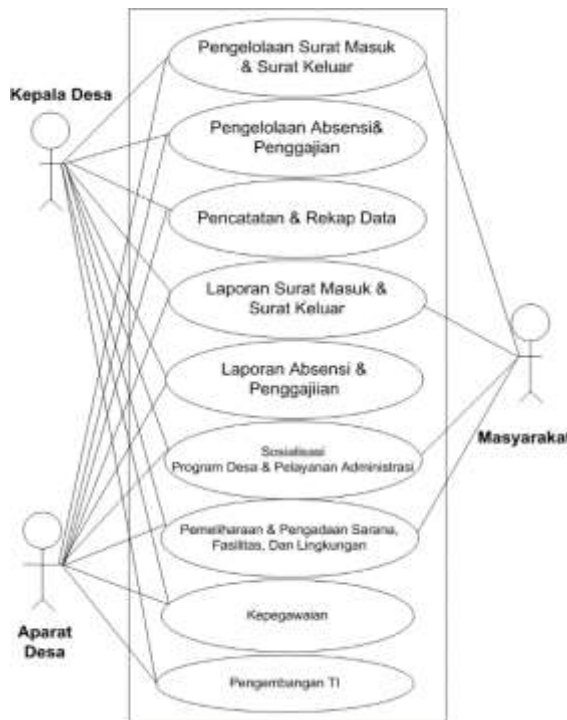 Pengelolaan Surat Masuk
& Surat Keluar
Kepala Desa
Pengelolaan Absensi&
Penggajian
Pencatatan & Rekap Data
Laporan Surat Masuk &
Surat Keluar
Laporan Absensi &
Penggajiian
Masyarakat
Sosialisasi
Program Desa & Pelayanan Administrasi
Pemeliharaan & Pengadaan Sarana,
Fasilitas, Dan Lingkungan
Kepegawaian
Aparat
Desa
Pengembangan TI